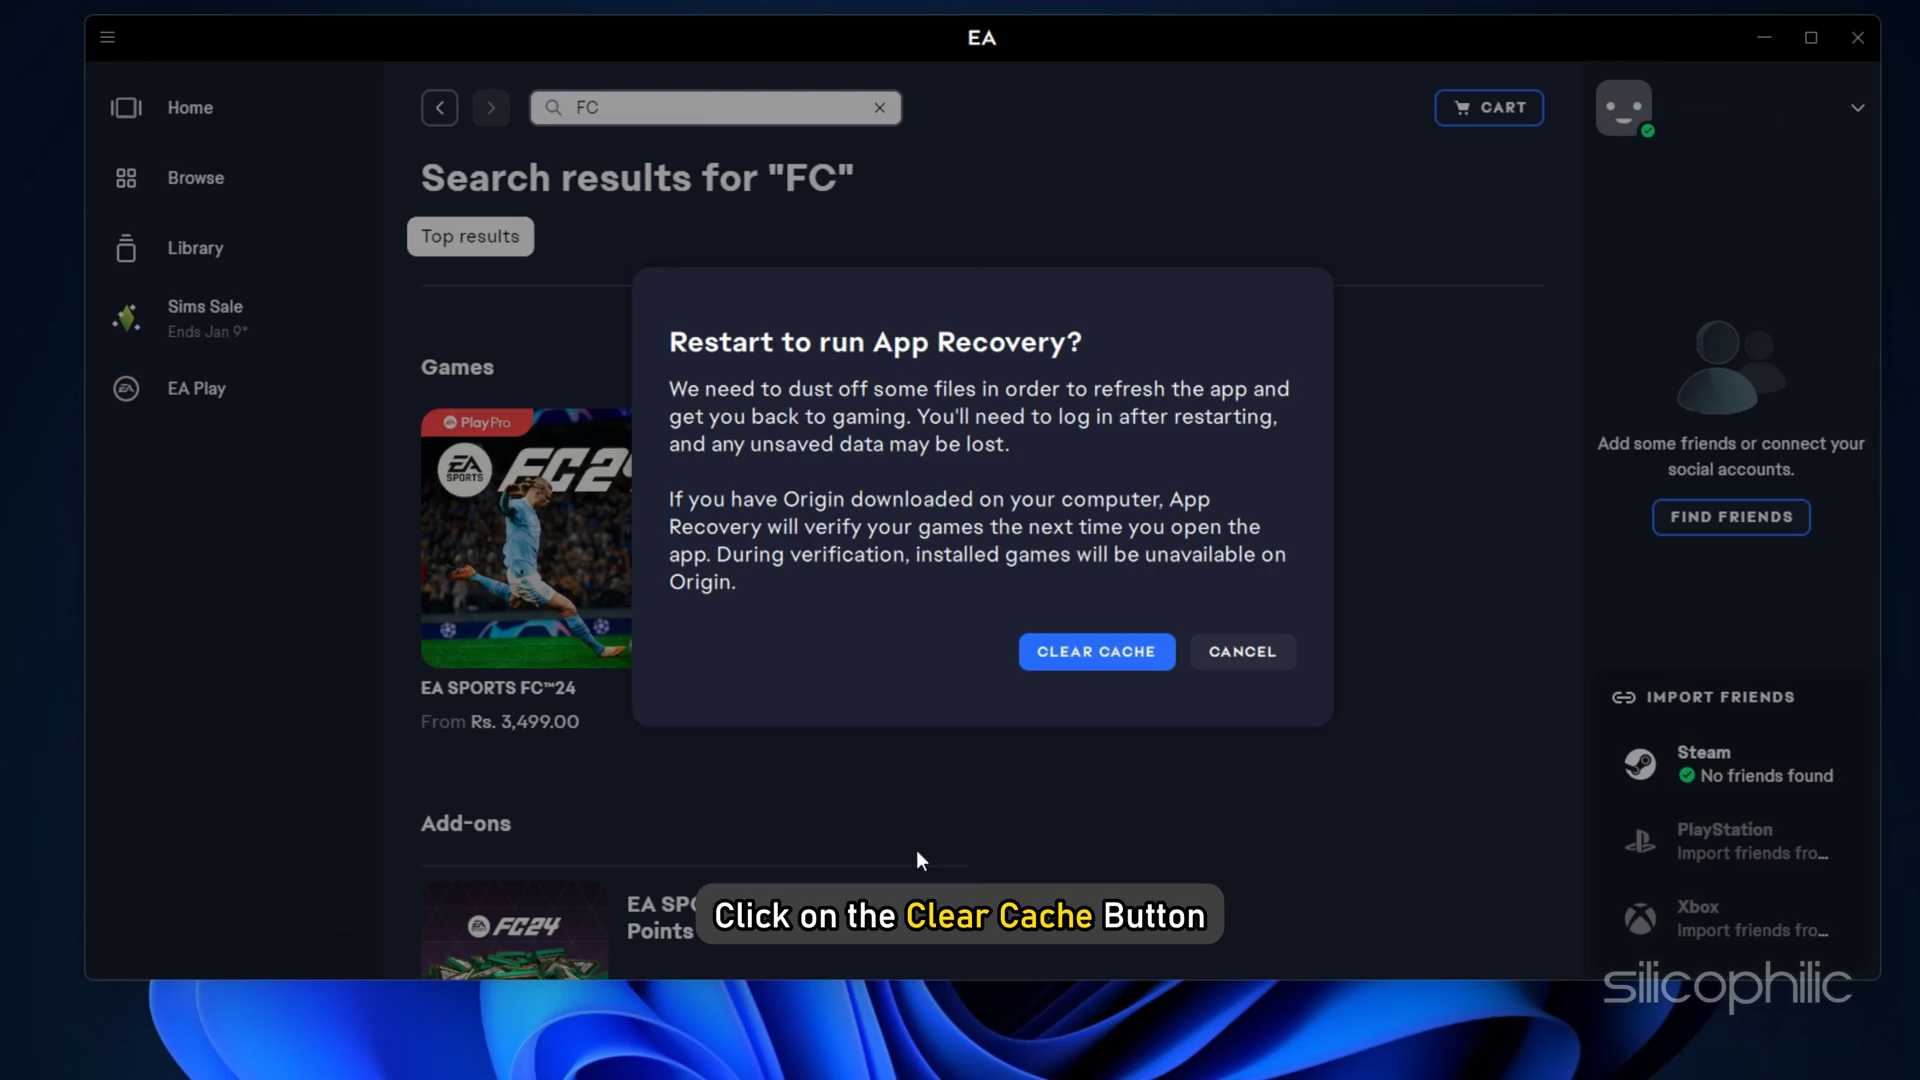 EA
Home
Browse
Library
Sims Sale
Ends Jan 9*
EA Play
FC
CART
Search results for "FC"
Top results
Games
Play Pro
EA
SPORTS
FC24
EA SPORTS FC™24
From Rs. 3,499.00
Restart to run App Recovery?
We need to dust off some files in order to refresh the app and
get you back to gaming. You'll need to log in after restarting,
and any unsaved data may be lost.
If you have Origin downloaded on your computer, App
Recovery will verify your games the next time you open the
app. During verification, installed games will be unavailable on
Origin.
CLEAR CACHE
CANCEL
Add-ons
FC24
EA SPO
Points
Click on the Clear Cache Button
Add some friends or connect your
social accounts.
FIND FRIENDS
IMPORT FRIENDS
Steam
No friends found
PlayStation
Import friends fro...
Xbox
Import friends fro...
silicophilic